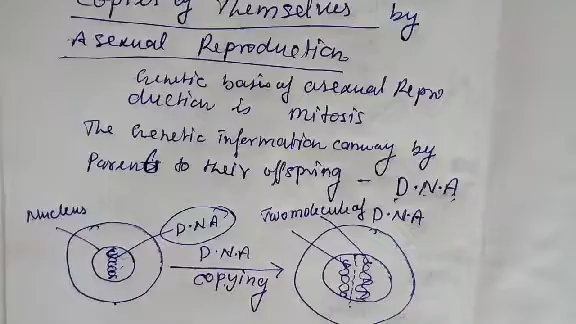 Copies of Themselves by
Asexual Reproduction
Genetic basis of asexual Repro
duction is mitosis
The Genetic information convay by
Parents to their offspring - D.N.A
Nucleus
D.N.A
D.N.A
copying
Two molecule of D.N.A